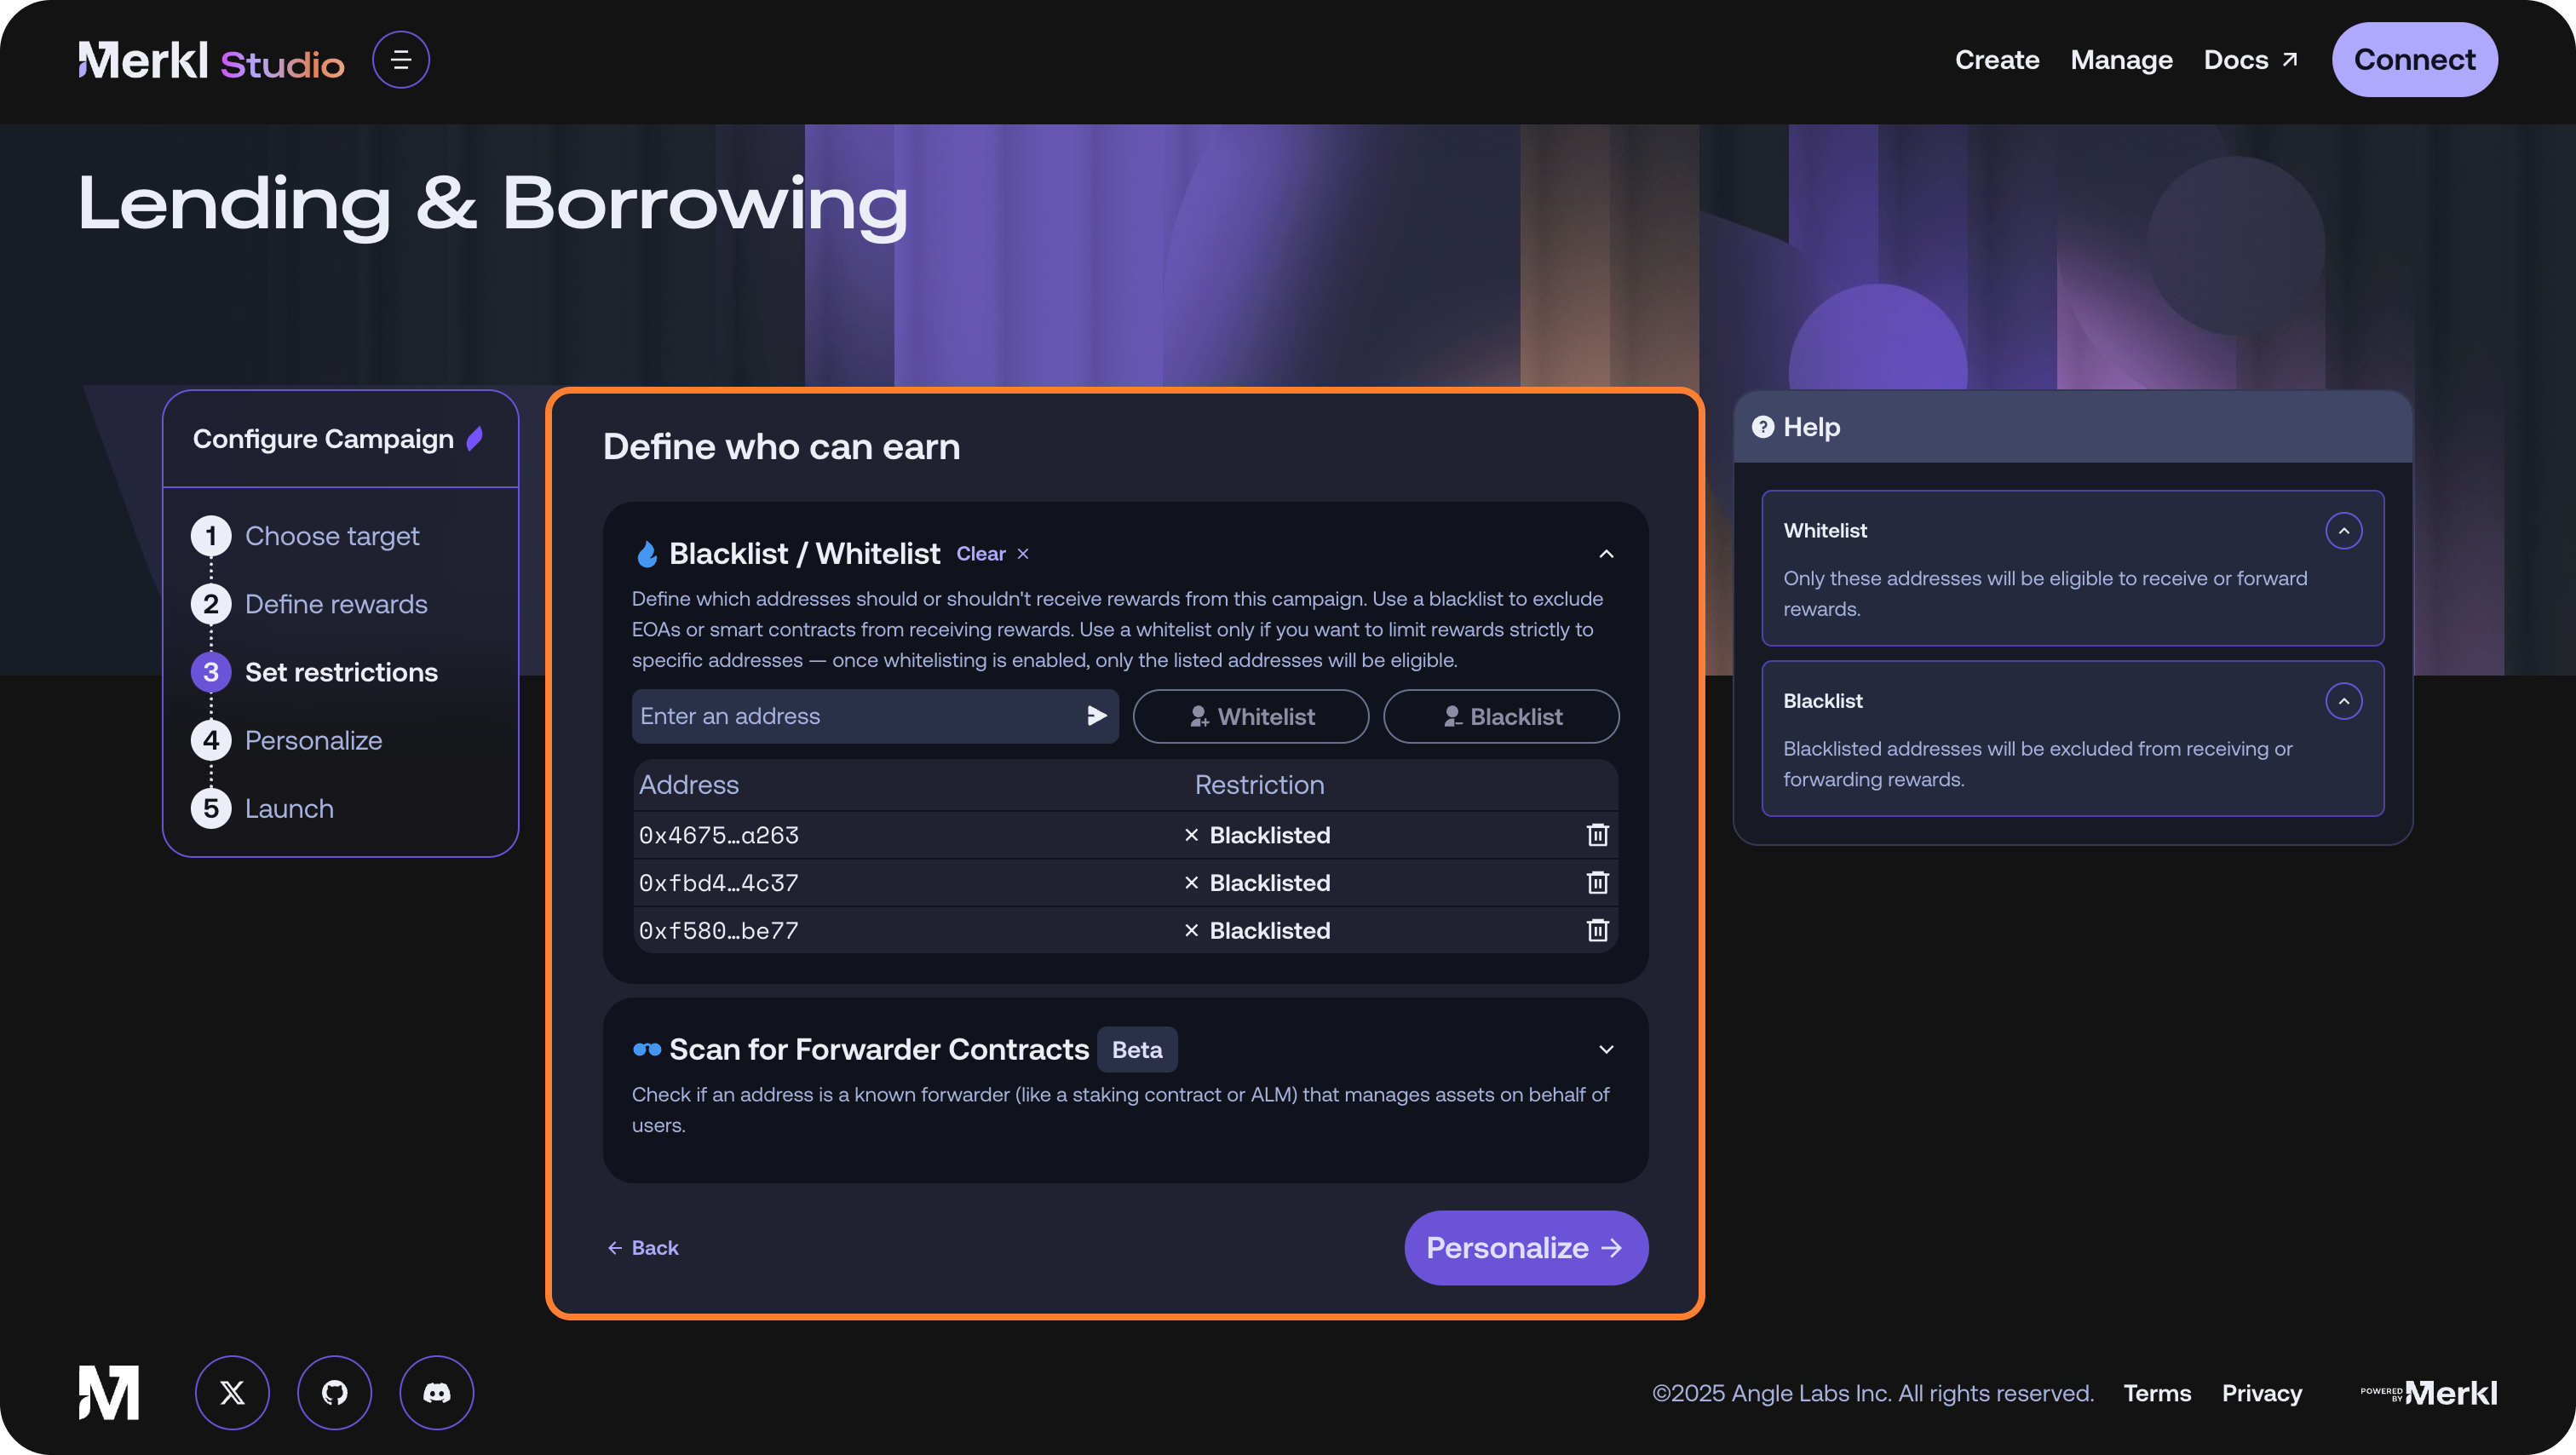 Merkl Studio
Create
Manage
Docs
Connect
Lending & Borrowing
Configure Campaign
1 Choose target
2 Define rewards
3 Set restrictions
4 Personalize
5 Launch
Define who can earn
Blacklist / Whitelist Clear ×
Define which addresses should or shouldn't receive rewards from this campaign. Use a blacklist to exclude
EOAs or smart contracts from receiving rewards. Use a whitelist only if you want to limit rewards strictly to
specific addresses — once whitelisting is enabled, only the listed addresses will be eligible.
Enter an address
Whitelist
Blacklist
Address Restriction
0x4675…a263 × Blacklisted
0xfbd4…4c37 × Blacklisted
0xf580…be77 × Blacklisted
Scan for Forwarder Contracts Beta
Check if an address is a known forwarder (like a staking contract or ALM) that manages assets on behalf of
users.
Back
Personalize
? Help
Whitelist
Only these addresses will be eligible to receive or forward
rewards.
Blacklist
Blacklisted addresses will be excluded from receiving or
forwarding rewards.
©2025 Angle Labs Inc. All rights reserved.
Terms
Privacy
POWERED BY Merkl